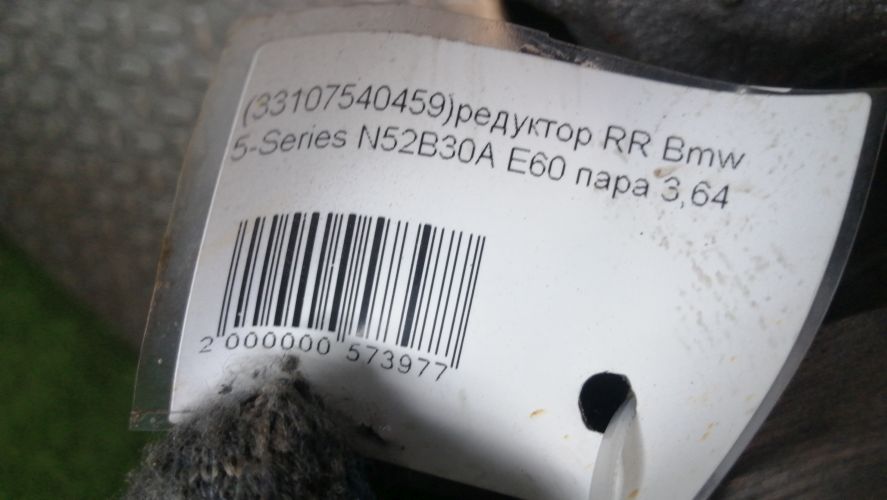 (33107540459)редуктор RR Bmw
5-Series N52B30A E60 пара 3,64
2 000000 573977